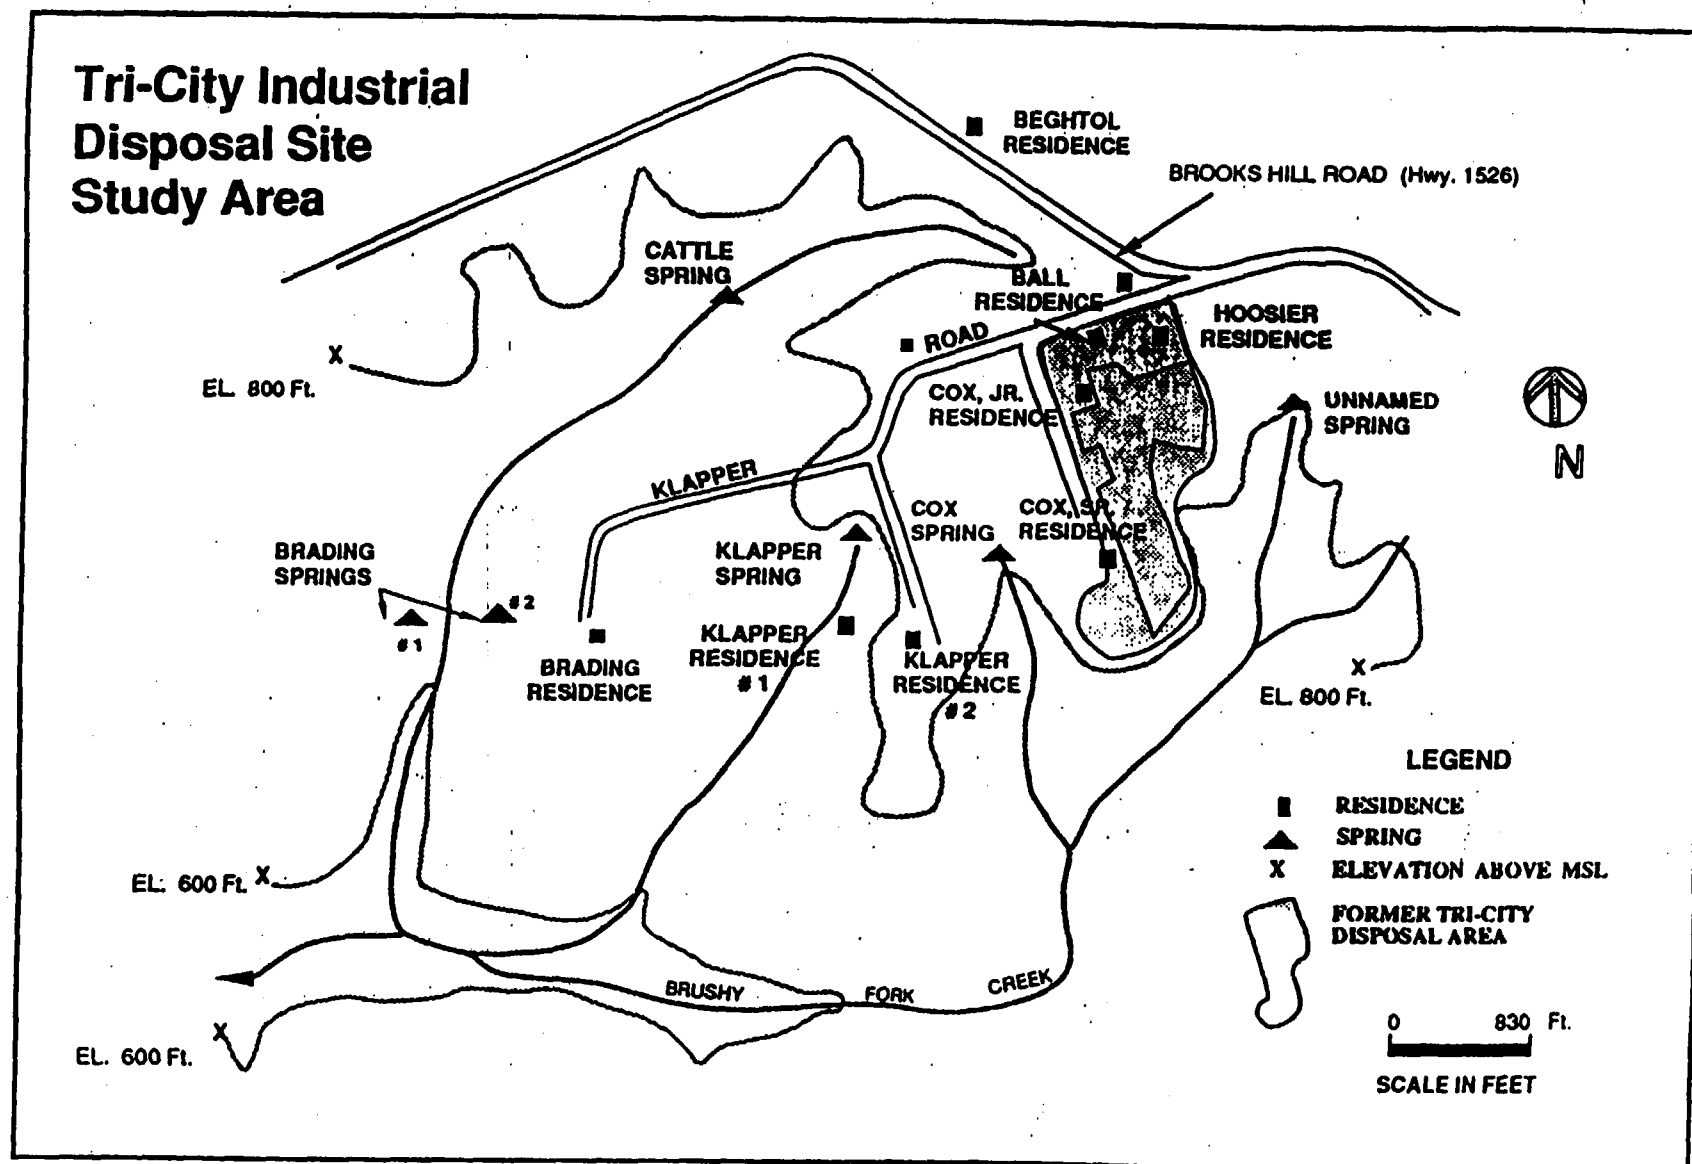 Tri-City Industrial
Disposal Site
Study Area
BEGHTOL
RESIDENCE
BROOKS HILL ROAD (Hwy. 1526)
CATTLE
SPRING
BALL
RESIDENCE
HOOSIER
RESIDENCE
ROAD
EL. 800 Ft.
X
COX, JR.
RESIDENCE
UNNAMED
SPRING
N
KLAPPER
COX
SPRING
COX, SR.
RESIDENCE
BRADING
SPRINGS
KLAPPER
SPRING
#2
#1
KLAPPER
RESIDENCE
#1
BRADING
RESIDENCE
KLAPPER
RESIDENCE
#2
X
EL. 800 Ft.
LEGEND
RESIDENCE
SPRING
X ELEVATION ABOVE MSL
FORMER TRI-CITY
DISPOSAL AREA
EL. 600 Ft. X
BRUSHY FORK CREEK
X
EL. 600 Ft.
0 830 Ft.
SCALE IN FEET